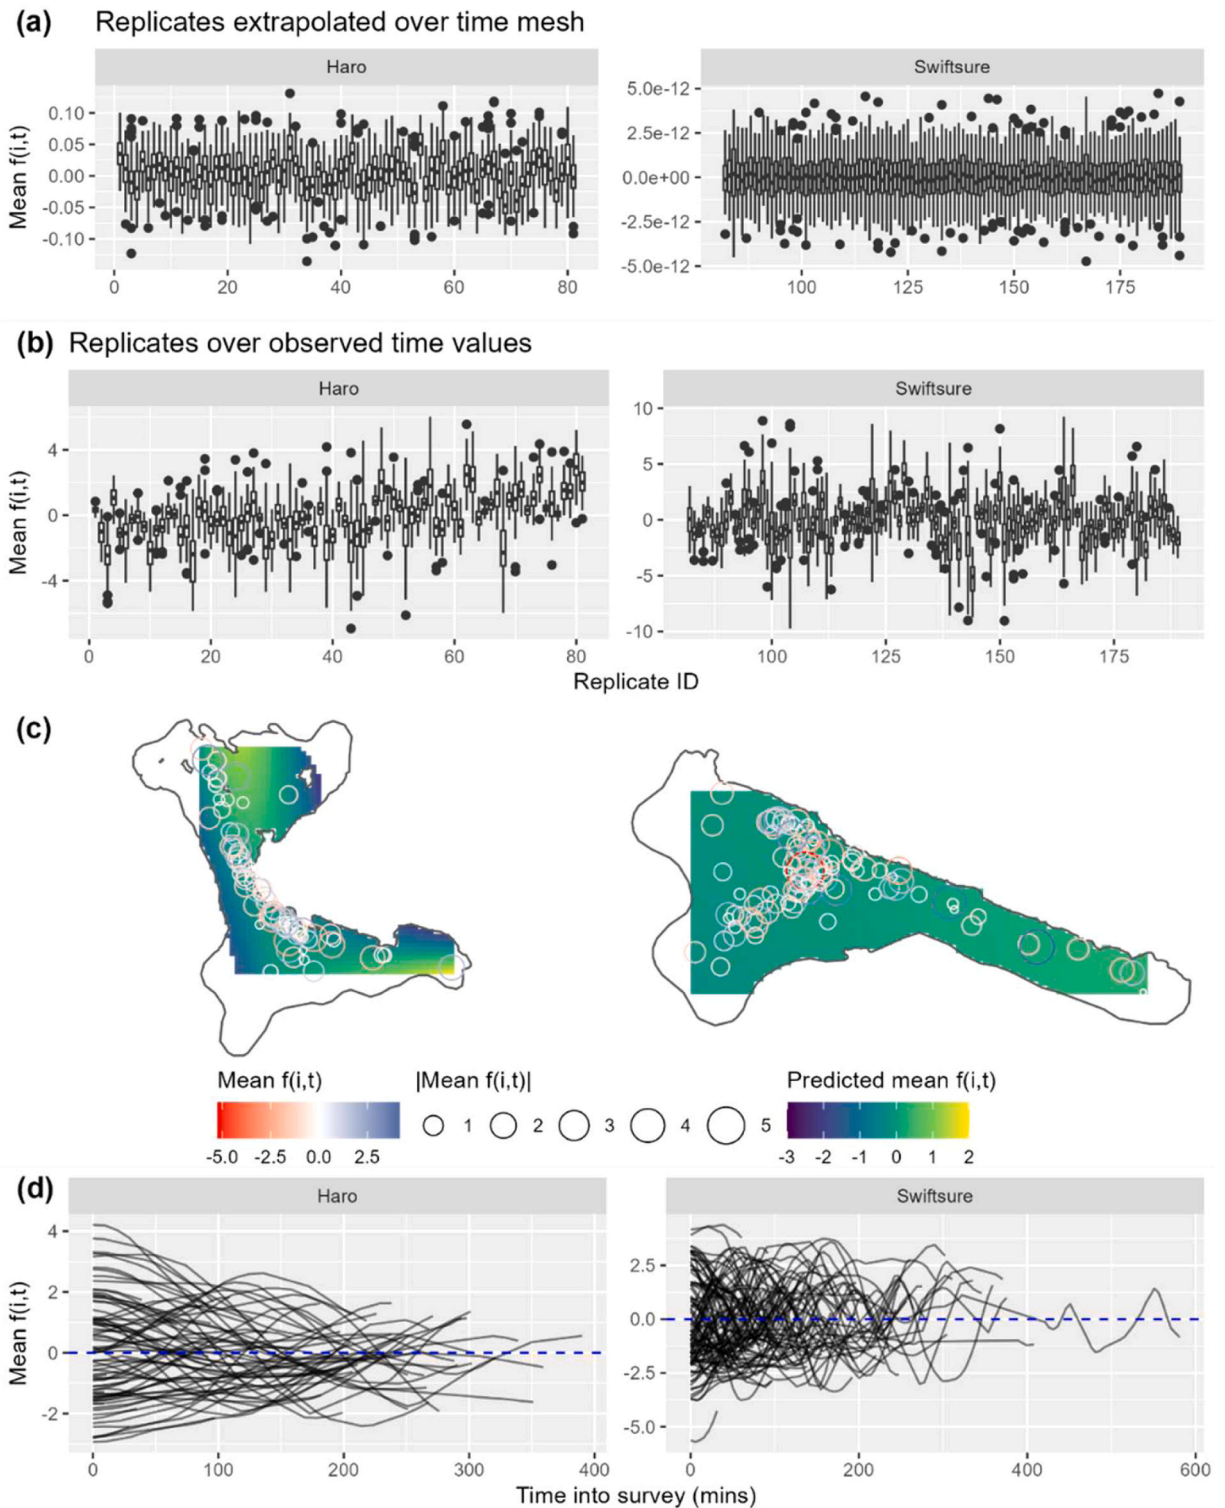 (a) Replicates extrapolated over time mesh
Haro Swiftsure
Mean f(i,t)
0.10
0.05
0.00
-0.05
-0.10
0 20 40 60 80
5.0e-12
2.5e-12
0.0e+00
-2.5e-12
-5.0e-12
100 125 150 175
(b) Replicates over observed time values
Haro Swiftsure
Mean f(i,t)
4
0
-4
0 20 40 60 80
10
5
0
-5
-10
100 125 150 175
Replicate ID
(c)
Mean f(i,t) |Mean f(i,t)| Predicted mean f(i,t)
-5.0 -2.5 0.0 2.5
1 2 3 4 5
-3 -2 -1 0 1 2
(d)
Haro Swiftsure
Mean f(i,t)
4
2
0
-2
0 100 200 300 400
2.5
0.0
-2.5
-5.0
0 200 400 600
Time into survey (mins)